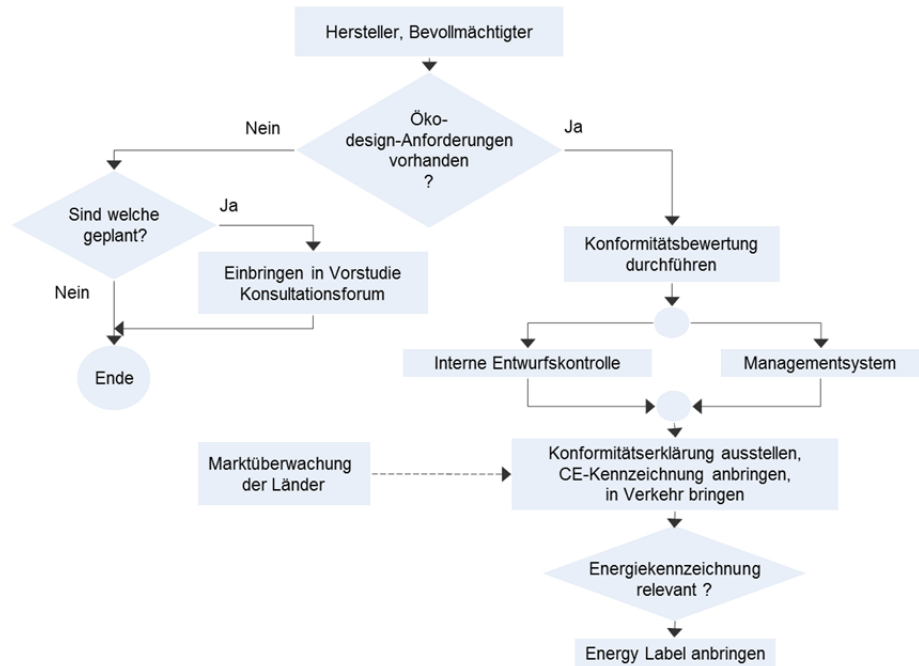 Hersteller, Bevollmächtigter
Öko-
design-Anforderungen
vorhanden
?
Nein
Ja
Sind welche
geplant?
Ja
Nein
Einbringen in Vorstudie
Konsultationsforum
Ende
Konformitätsbewertung
durchführen
Interne Entwurfskontrolle
Managementsystem
Marktüberwachung
der Länder
Konformitätserklärung ausstellen,
CE-Kennzeichnung anbringen,
in Verkehr bringen
Energiekennzeichnung
relevant ?
Energy Label anbringen